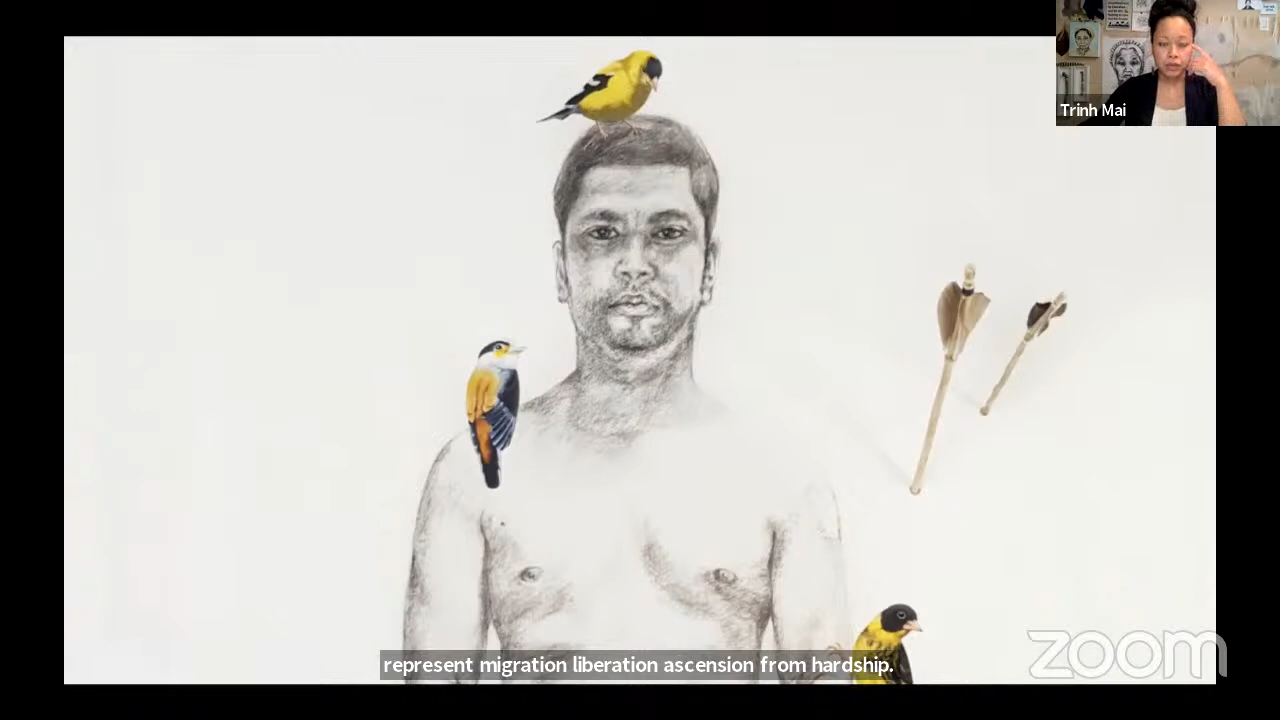 Trinh Mai
represent migration liberation ascension from hardship.
zoom